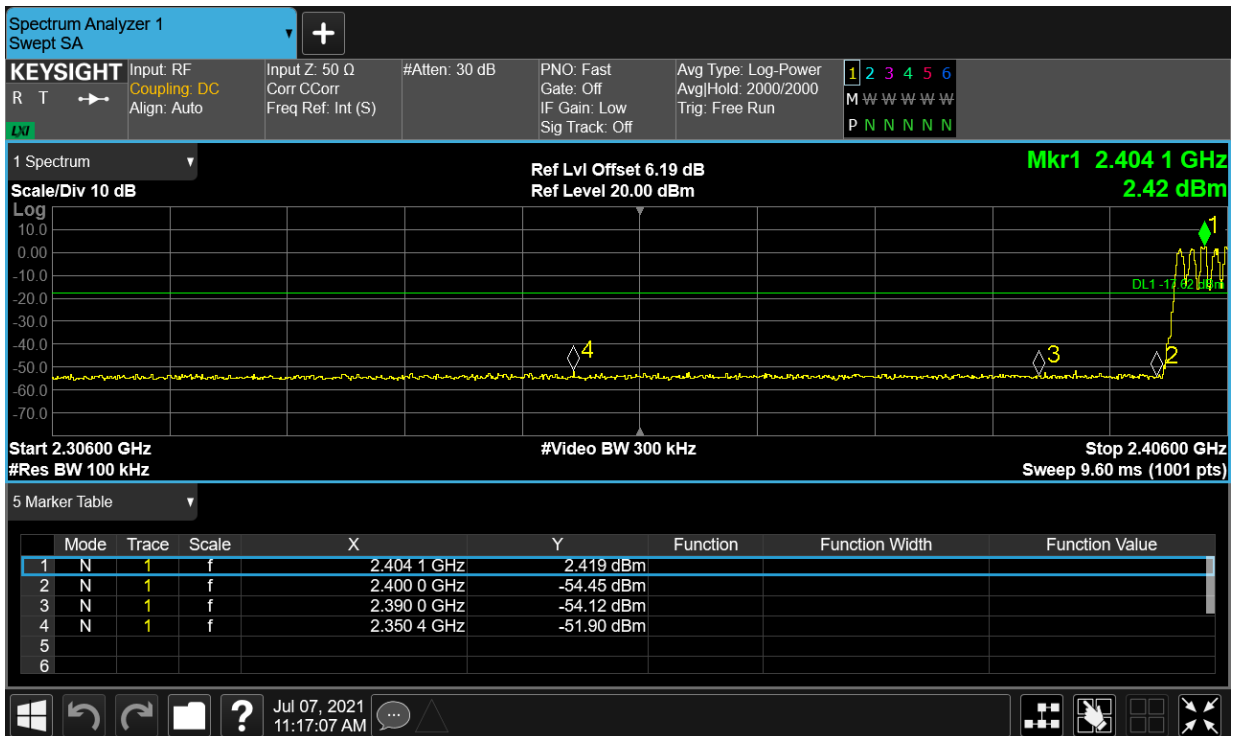 Spectrum Analyzer 1
Swept SA
+
KEYSIGHT
R T
LXI
Input: RF
Coupling: DC
Align: Auto
Input Z: 50 Ω
Corr CCorr
Freq Ref: Int (S)
#Atten: 30 dB
PNO: Fast
Gate: Off
IF Gain: Low
Sig Track: Off
Avg Type: Log-Power
Avg|Hold: 2000/2000
Trig: Free Run
1 2 3 4 5 6
M W W W W W
P N N N N N
1 Spectrum
Scale/Div 10 dB
Ref Lvl Offset 6.19 dB
Ref Level 20.00 dBm
Mkr1 2.404 1 GHz
2.42 dBm
Log
10.0
0.00
-10.0
-20.0
-30.0
-40.0
-50.0
-60.0
-70.0
1
DL1 -17.62 dBm
4
3
2
Start 2.30600 GHz
#Res BW 100 kHz
#Video BW 300 kHz
Stop 2.40600 GHz
Sweep 9.60 ms (1001 pts)
5 Marker Table
Mode Trace Scale X Y Function Function Width Function Value
1 N 1 f 2.404 1 GHz 2.419 dBm
2 N 1 f 2.400 0 GHz -54.45 dBm
3 N 1 f 2.390 0 GHz -54.12 dBm
4 N 1 f 2.350 4 GHz -51.90 dBm
5
6
?
Jul 07, 2021
11:17:07 AM